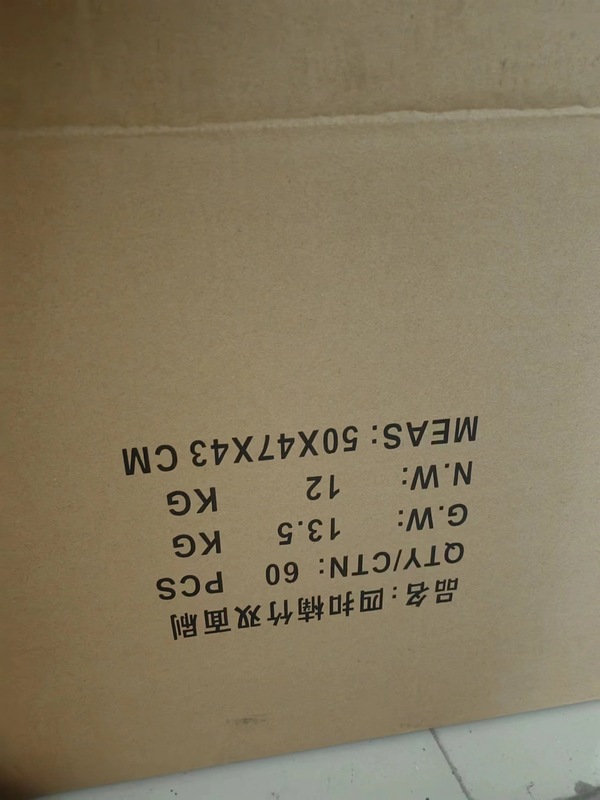 品名:四扣楠竹双面刷
QTY/CTN: 60 PCS
G.W: 13.5 KG
N.W: 12 KG
MEAS: 50X47X43 CM